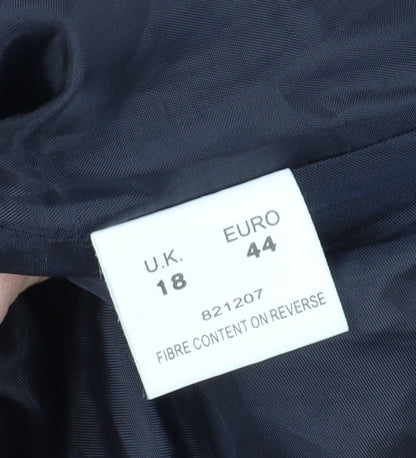 U.K. EURO
18 44
821207
FIBRE CONTENT ON REVERSE